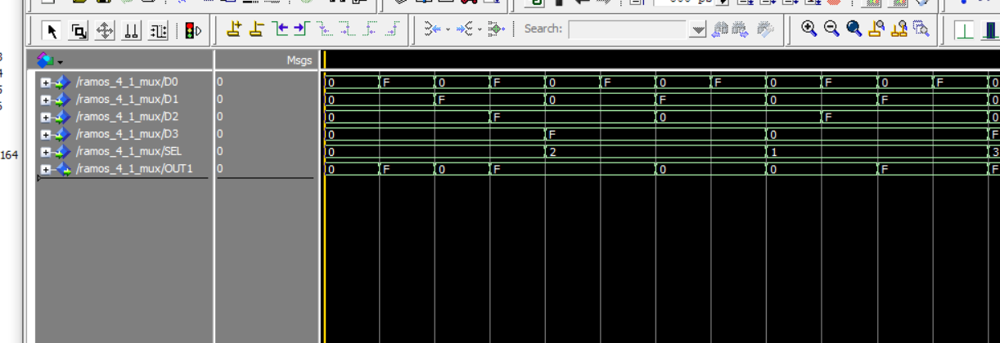 Search:
3
4
5
164
Msgs
/ramos_4_1_mux/D0 0 0 F 0 F 0 F 0 F 0 F 0 F 0
/ramos_4_1_mux/D1 0 0 F 0 F 0 F 0
/ramos_4_1_mux/D2 0 0 F 0 F 0
/ramos_4_1_mux/D3 0 0 F 0 F
/ramos_4_1_mux/SEL 0 0 2 1 3
/ramos_4_1_mux/OUT1 0 0 F 0 F 0 0 F F